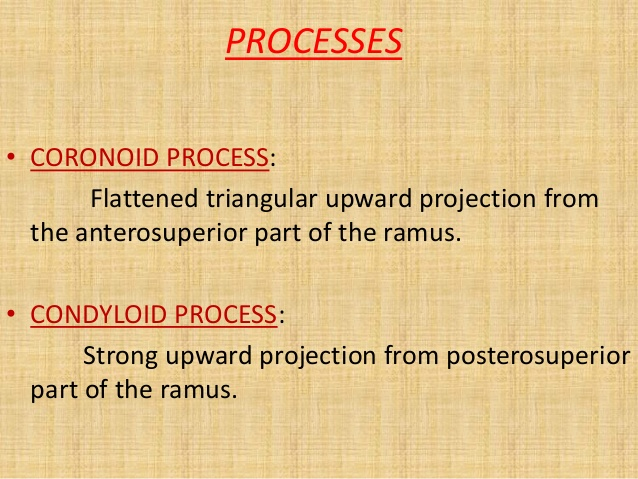 PROCESSES
• CORONOID PROCESS:
Flattened triangular upward projection from
the anterosuperior part of the ramus.
• CONDYLOID PROCESS:
Strong upward projection from posterosuperior
part of the ramus.